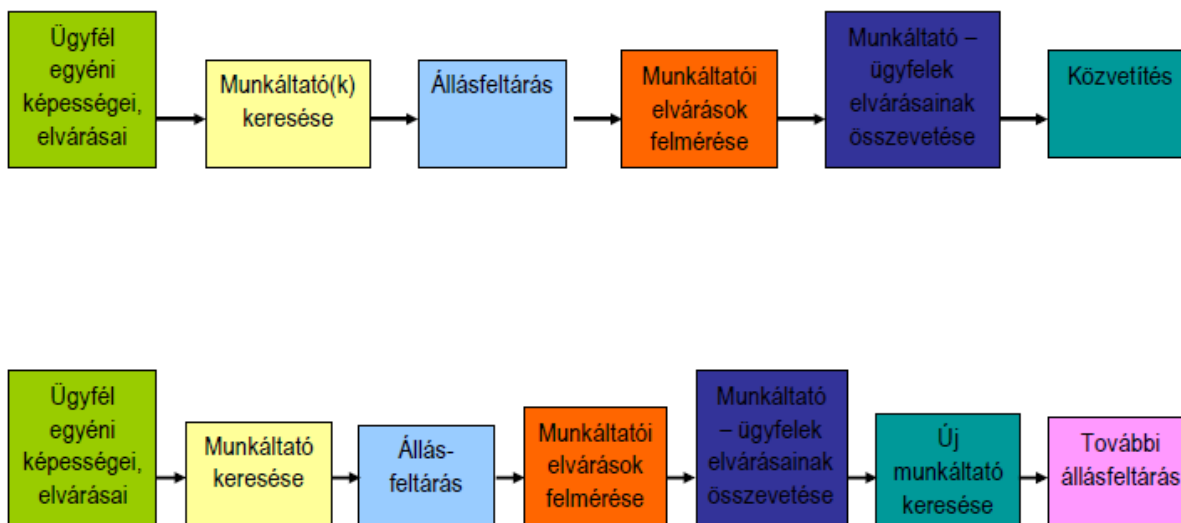 Ügyfél
egyéni
képességei,
elvárásai
Munkáltató(k)
keresése
Állásfeltárás
Munkáltatói
elvárások
felmérése
Munkáltató –
ügyfelek
elvárásainak
összevetése
Közvetítés
Ügyfél
egyéni
képességei,
elvárásai
Munkáltató
keresése
Állás-
feltárás
Munkáltatói
elvárások
felmérése
Munkáltató
– ügyfelek
elvárásainak
összevetése
Új
munkáltató
keresése
További
állásfeltárás